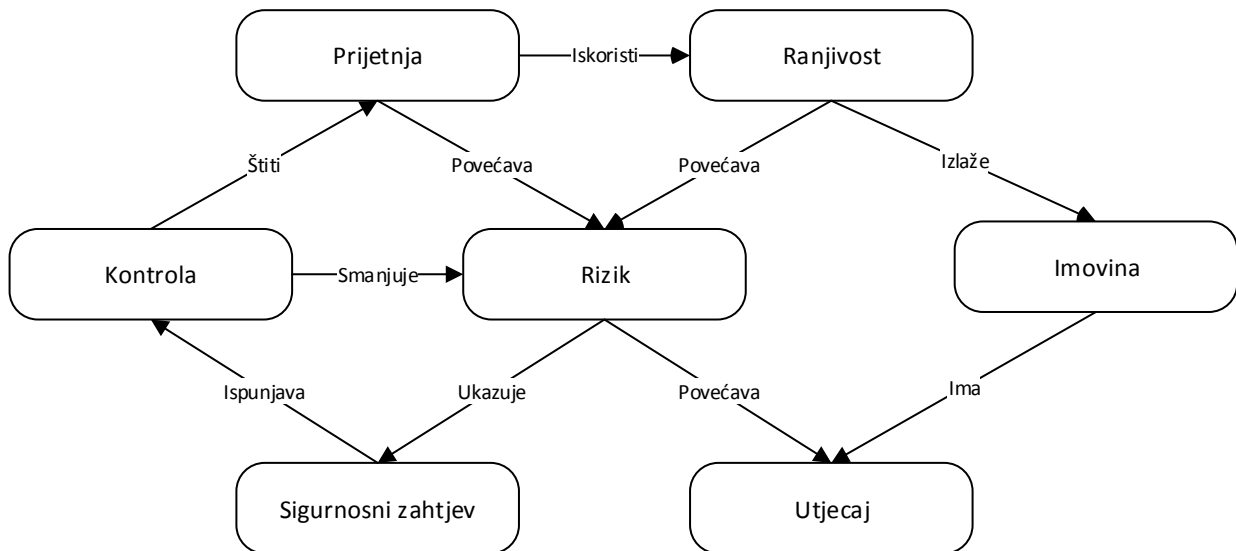 Prijetnja
Iskoristi
Ranjivost
Štiti
Povećava
Povećava
Izlaže
Kontrola
Smanjuje
Rizik
Imovina
Ispunjava
Ukazuje
Povećava
Ima
Sigurnosni zahtjev
Utjecaj